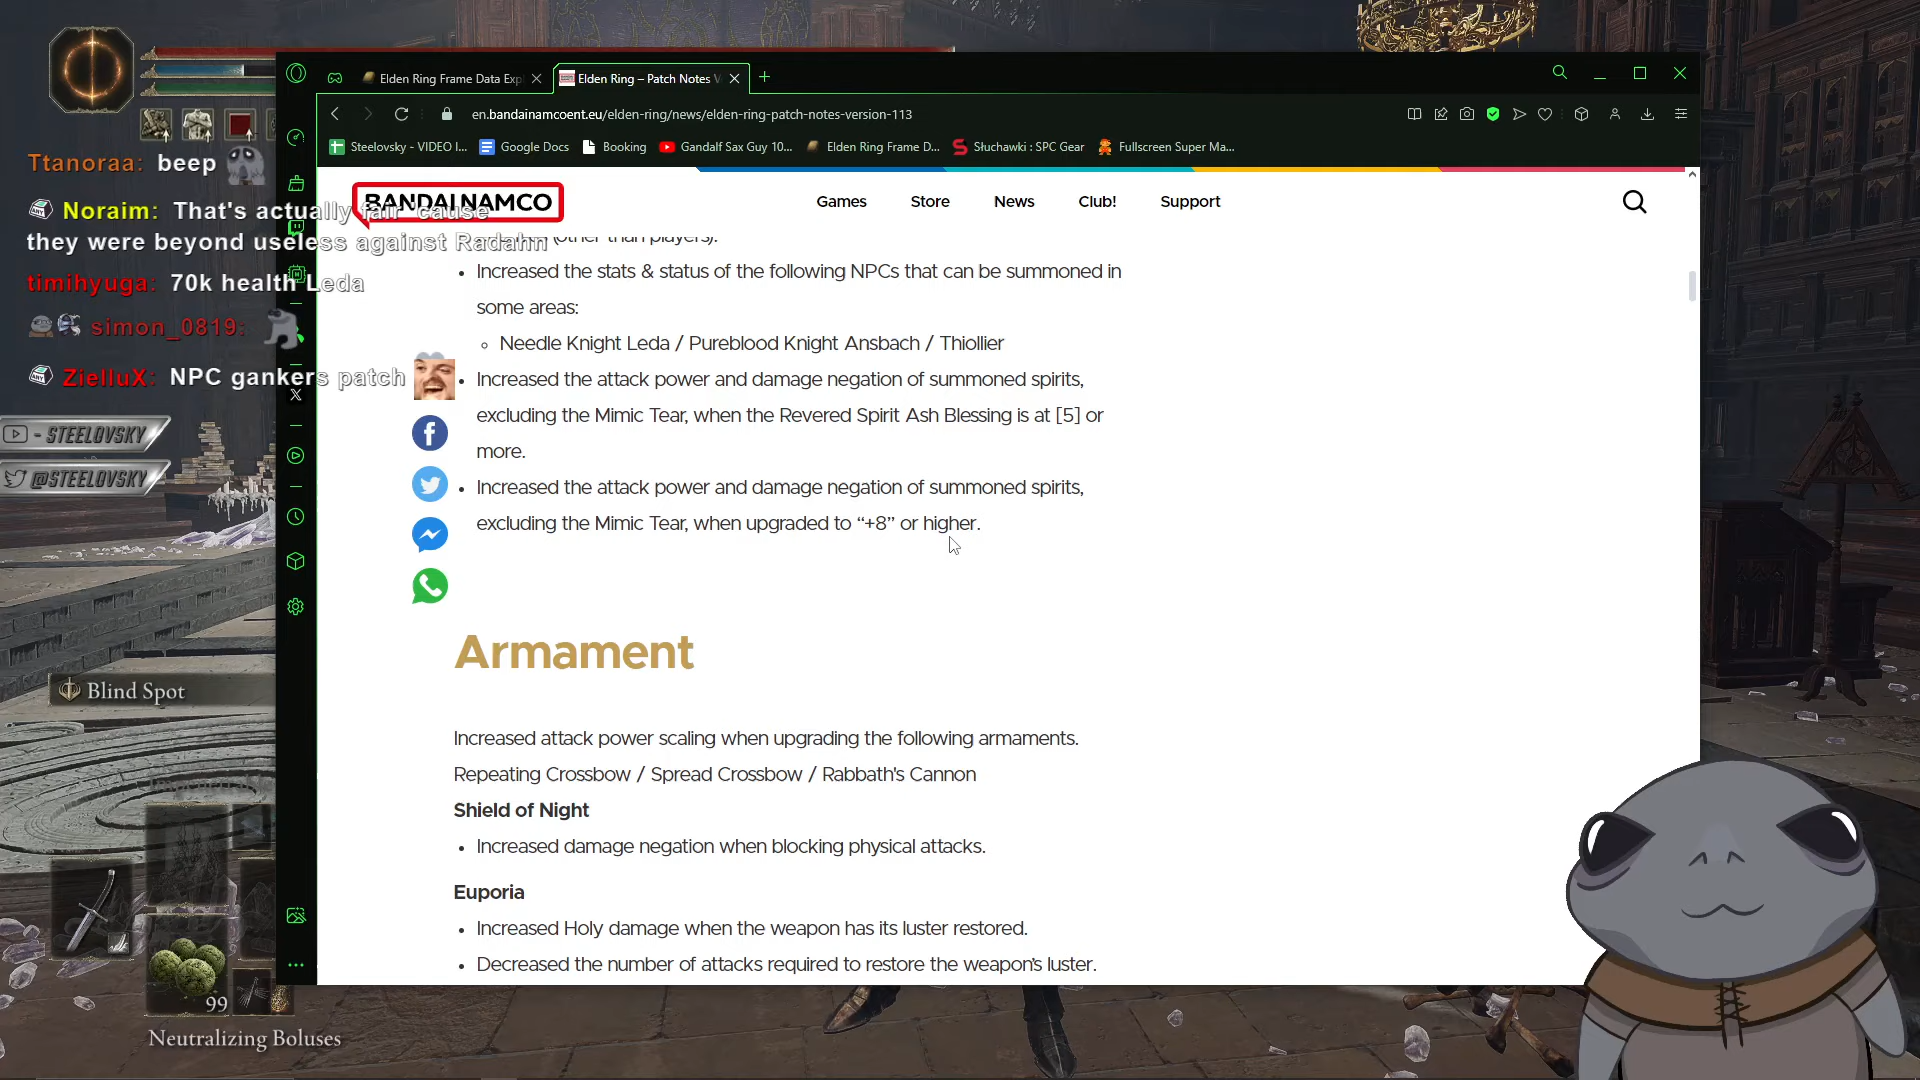 Elden Ring Frame Data Exp
Elden Ring – Patch Notes V
en.bandainamcoent.eu/elden-ring/news/elden-ring-patch-notes-version-113
Steelovsky - VIDEO I...
Google Docs
Booking
Gandalf Sax Guy 10...
Elden Ring Frame D...
Słuchawki : SPC Gear
Fullscreen Super Ma...
BANDAI NAMCO
Games
Store
News
Club!
Support
Ttanoraa: beep
Noraim: That's actually fair 'cause
they were beyond useless against Radahn
timihyuga: 70k health Leda
simon_0819:
ZielluX: NPC gankers patch
- STEELOVSKY
@STEELOVSKY
(other than players).
• Increased the stats & status of the following NPCs that can be summoned in
some areas:
Needle Knight Leda / Pureblood Knight Ansbach / Thiollier
• Increased the attack power and damage negation of summoned spirits,
excluding the Mimic Tear, when the Revered Spirit Ash Blessing is at [5] or
more.
• Increased the attack power and damage negation of summoned spirits,
excluding the Mimic Tear, when upgraded to “+8” or higher.
Armament
Increased attack power scaling when upgrading the following armaments.
Repeating Crossbow / Spread Crossbow / Rabbath's Cannon
Shield of Night
• Increased damage negation when blocking physical attacks.
Euporia
• Increased Holy damage when the weapon has its luster restored.
• Decreased the number of attacks required to restore the weapon's luster.
Blind Spot
99
Neutralizing Boluses